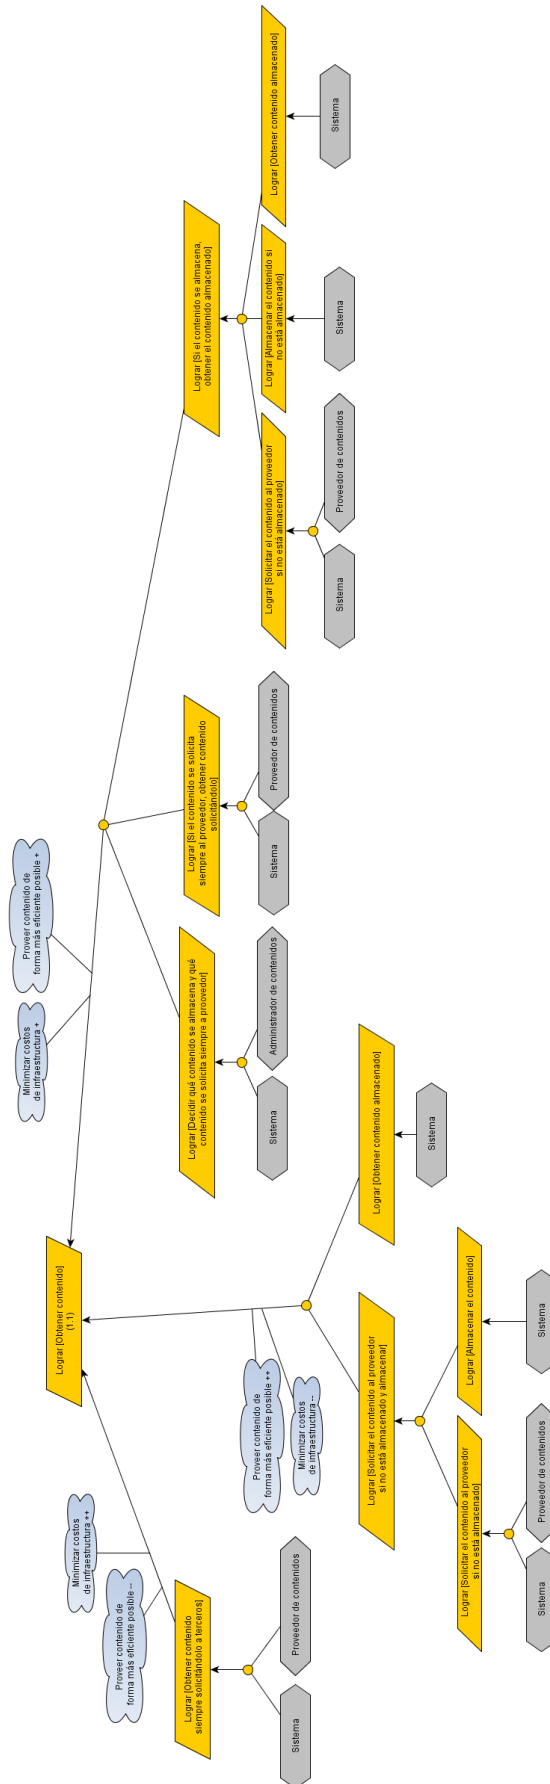 Minimizar costos
de infraestructura +
Proveer contenido de
forma más eficiente posible +
Lograr [Obtener contenido]
(1.1)
Minimizar costos
de infraestructura ++
Proveer contenido de
forma más eficiente posible --
Lograr [Obtener contenido
siempre solicitándolo a terceros]
Lograr [Decidir qué contenido se almacena y qué
contenido se solicita siempre a proovedor]
Lograr [Si el contenido se solicita
siempre al proveedor, obtener contenido
solicitándolo]
Lograr [Si el contenido se almacena,
obtener el contenido almacenado]
Proveer contenido de
forma más eficiente posible ++
Minimizar costos
de infraestructura --
Sistema
Proveedor de contenidos
Sistema
Administrador de contenidos
Sistema
Proveedor de contenidos
Lograr [Solicitar el contenido al proveedor
si no está almacenado]
Lograr [Almacenar el contenido si
no está almacenado]
Lograr [Obtener contenido almacenado]
Sistema
Proveedor de contenidos
Sistema
Sistema
Lograr [Solicitar el contenido al proveedor
si no está almacenado y almacenar]
Lograr [Obtener contenido almacenado]
Sistema
Lograr [Solicitar el contenido al proveedor
si no está almacenado]
Lograr [Almacenar el contenido]
Sistema
Proveedor de contenidos
Sistema